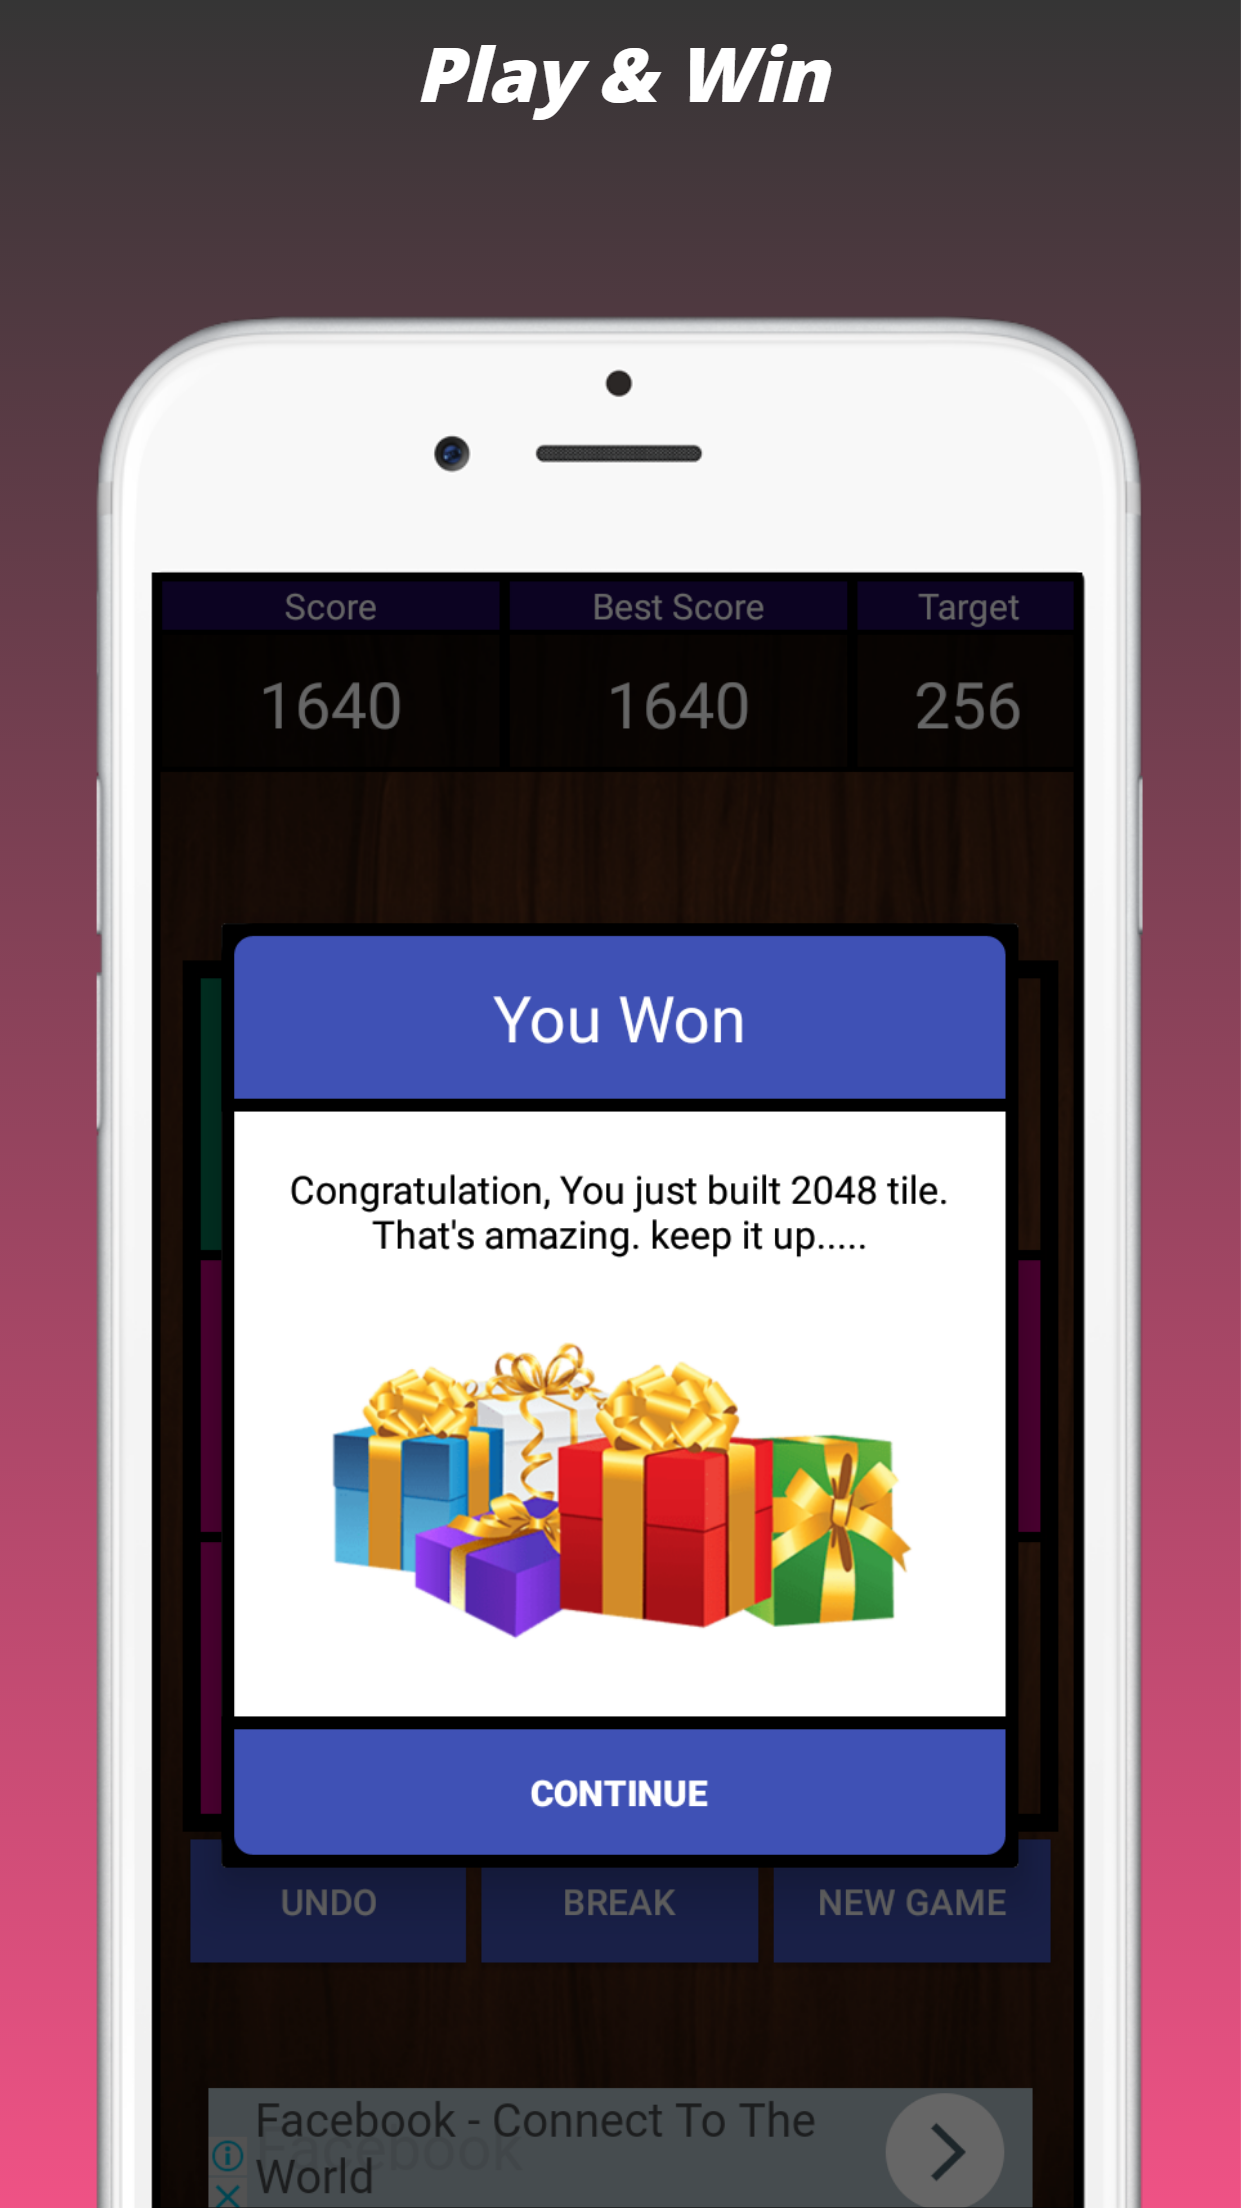 Play & Win
Score Best Score Target
1640 1640 256
You Won
Congratulation, You just built 2048 tile.
That's amazing. keep it up.....
CONTINUE
UNDO BREAK NEW GAME
Facebook - Connect To The
Facebook
World